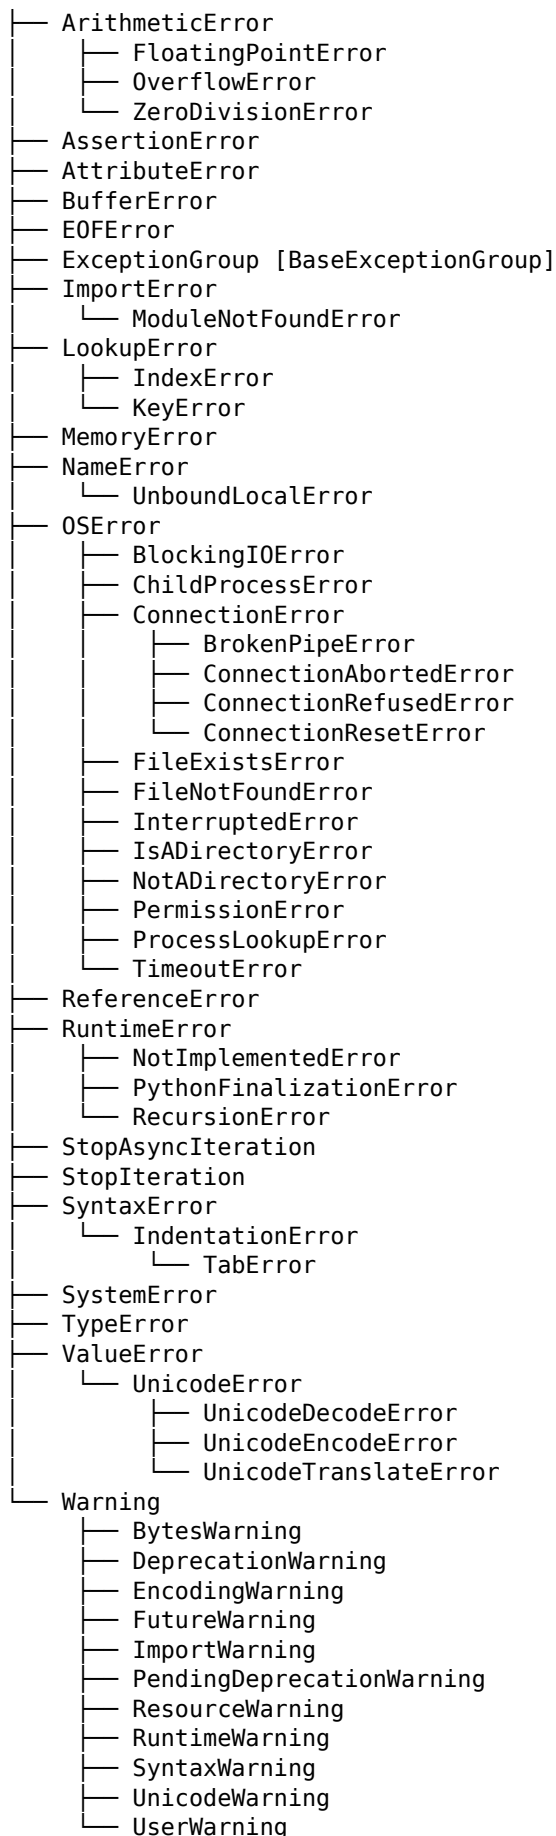 ├── ArithmeticError
│    ├── FloatingPointError
│    ├── OverflowError
│    └── ZeroDivisionError
├── AssertionError
├── AttributeError
├── BufferError
├── EOFError
├── ExceptionGroup [BaseExceptionGroup]
├── ImportError
│    └── ModuleNotFoundError
├── LookupError
│    ├── IndexError
│    └── KeyError
├── MemoryError
├── NameError
│    └── UnboundLocalError
├── OSError
│    ├── BlockingIOError
│    ├── ChildProcessError
│    ├── ConnectionError
│    │    ├── BrokenPipeError
│    │    ├── ConnectionAbortedError
│    │    ├── ConnectionRefusedError
│    │    └── ConnectionResetError
│    ├── FileExistsError
│    ├── FileNotFoundError
│    ├── InterruptedError
│    ├── IsADirectoryError
│    ├── NotADirectoryError
│    ├── PermissionError
│    ├── ProcessLookupError
│    └── TimeoutError
├── ReferenceError
├── RuntimeError
│    ├── NotImplementedError
│    ├── PythonFinalizationError
│    └── RecursionError
├── StopAsyncIteration
├── StopIteration
├── SyntaxError
│    └── IndentationError
│         └── TabError
├── SystemError
├── TypeError
├── ValueError
│    └── UnicodeError
│         ├── UnicodeDecodeError
│         ├── UnicodeEncodeError
│         └── UnicodeTranslateError
└── Warning
     ├── BytesWarning
     ├── DeprecationWarning
     ├── EncodingWarning
     ├── FutureWarning
     ├── ImportWarning
     ├── PendingDeprecationWarning
     ├── ResourceWarning
     ├── RuntimeWarning
     ├── SyntaxWarning
     ├── UnicodeWarning
     └── UserWarning